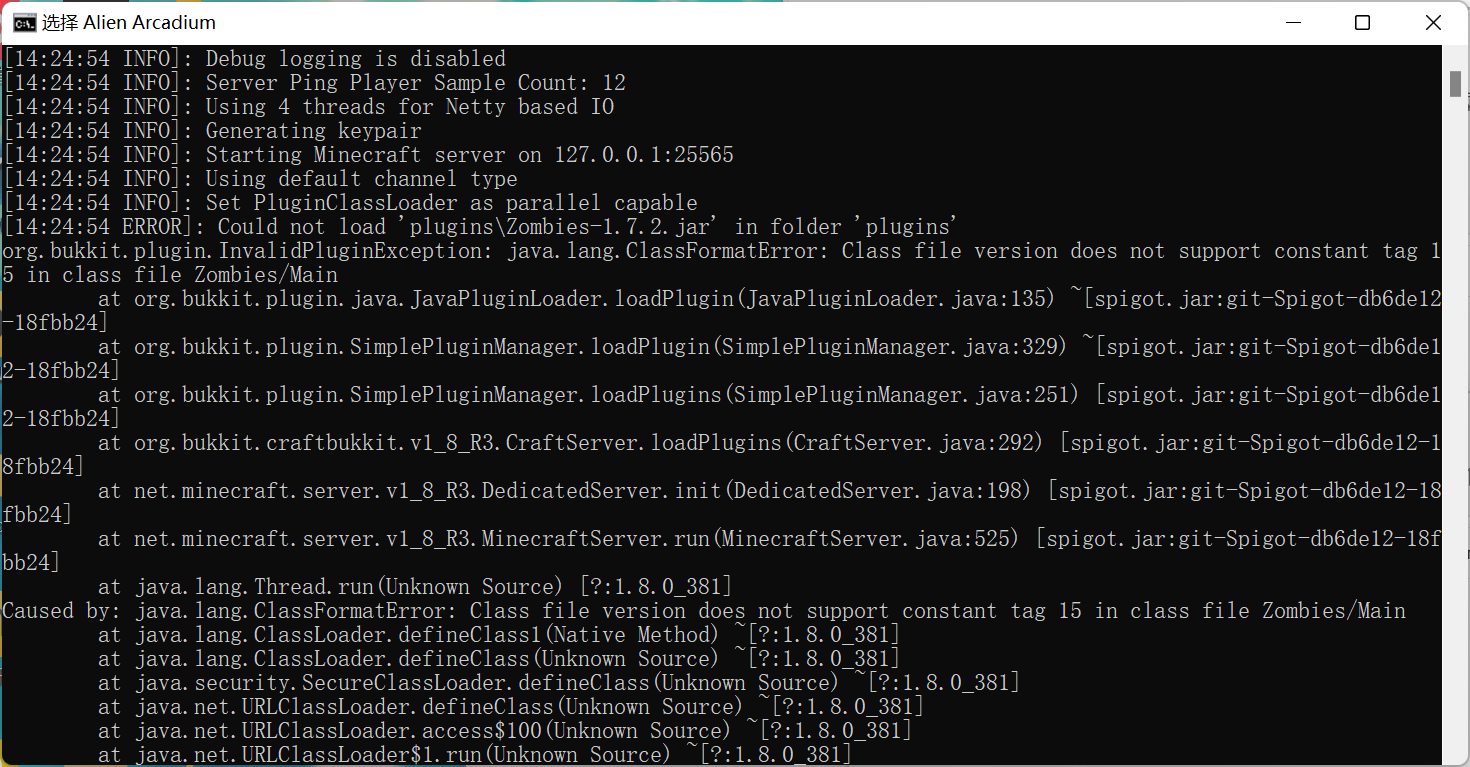 选择 Alien Arcadium
[14:24:54 INFO]: Debug logging is disabled
[14:24:54 INFO]: Server Ping Player Sample Count: 12
[14:24:54 INFO]: Using 4 threads for Netty based IO
[14:24:54 INFO]: Generating keypair
[14:24:54 INFO]: Starting Minecraft server on 127.0.0.1:25565
[14:24:54 INFO]: Using default channel type
[14:24:54 INFO]: Set PluginClassLoader as parallel capable
[14:24:54 ERROR]: Could not load 'plugins\Zombies-1.7.2.jar' in folder 'plugins'
org.bukkit.plugin.InvalidPluginException: java.lang.ClassFormatError: Class file version does not support constant tag 1
5 in class file Zombies/Main
at org.bukkit.plugin.java.JavaPluginLoader.loadPlugin(JavaPluginLoader.java:135) ~[spigot.jar:git-Spigot-db6de12
-18fbb24]
at org.bukkit.plugin.SimplePluginManager.loadPlugin(SimplePluginManager.java:329) ~[spigot.jar:git-Spigot-db6de1
2-18fbb24]
at org.bukkit.plugin.SimplePluginManager.loadPlugins(SimplePluginManager.java:251) [spigot.jar:git-Spigot-db6de1
2-18fbb24]
at org.bukkit.craftbukkit.v1_8_R3.CraftServer.loadPlugins(CraftServer.java:292) [spigot.jar:git-Spigot-db6de12-1
8fbb24]
at net.minecraft.server.v1_8_R3.DedicatedServer.init(DedicatedServer.java:198) [spigot.jar:git-Spigot-db6de12-18
fbb24]
at net.minecraft.server.v1_8_R3.MinecraftServer.run(MinecraftServer.java:525) [spigot.jar:git-Spigot-db6de12-18f
bb24]
at java.lang.Thread.run(Unknown Source) [?:1.8.0_381]
Caused by: java.lang.ClassFormatError: Class file version does not support constant tag 15 in class file Zombies/Main
at java.lang.ClassLoader.defineClass1(Native Method) ~[?:1.8.0_381]
at java.lang.ClassLoader.defineClass(Unknown Source) ~[?:1.8.0_381]
at java.security.SecureClassLoader.defineClass(Unknown Source) ~[?:1.8.0_381]
at java.net.URLClassLoader.defineClass(Unknown Source) ~[?:1.8.0_381]
at java.net.URLClassLoader.access$100(Unknown Source) ~[?:1.8.0_381]
at java.net.URLClassLoader$1.run(Unknown Source) ~[?:1.8.0_381]